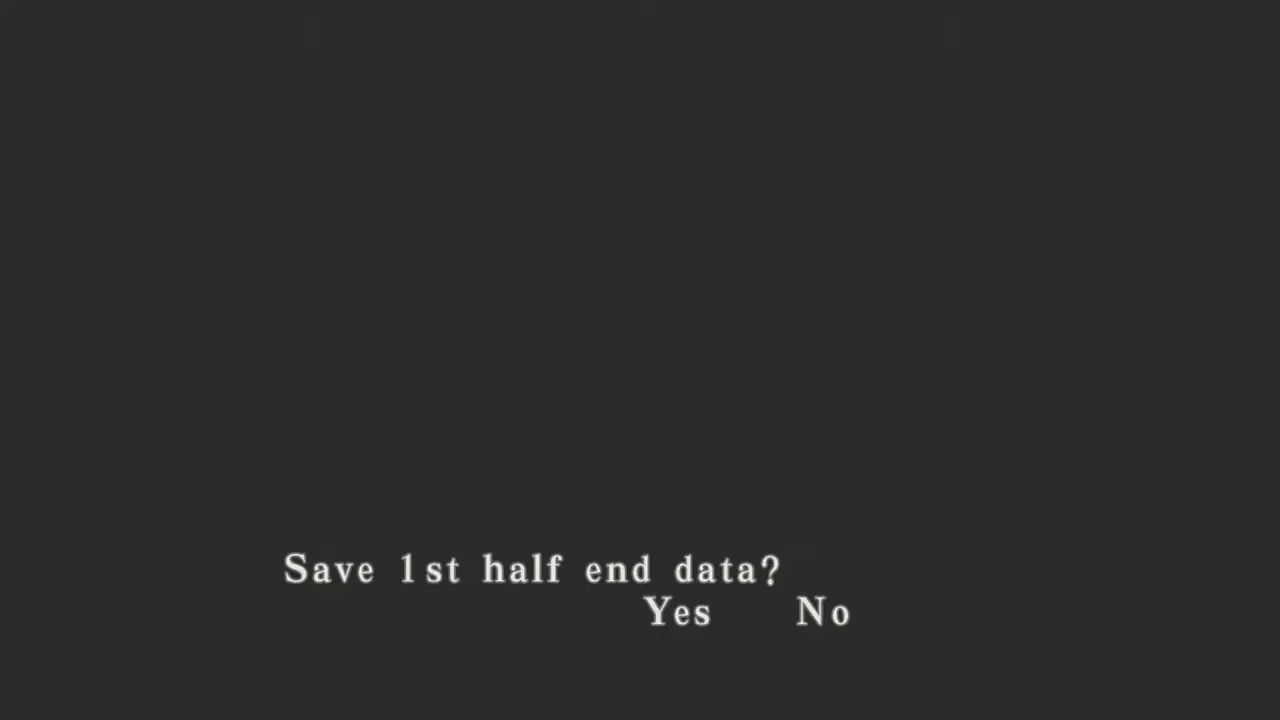 Save 1st half end data?
Yes No